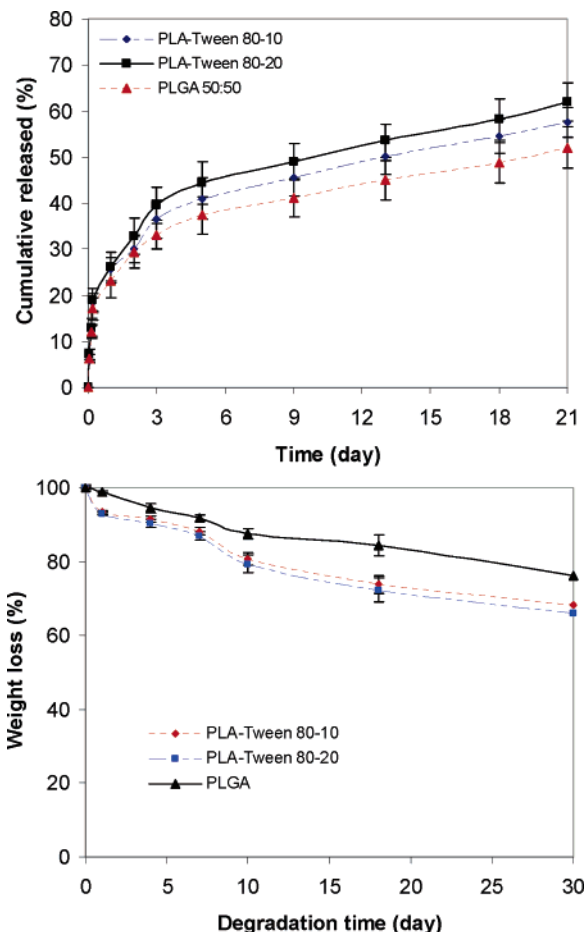 80
70
60
50
40
30
20
10
0
Cumulative released (%)
PLA-Tween 80-10
PLA-Tween 80-20
PLGA 50:50
0 3 6 9 12 15 18 21
Time (day)
100
80
60
40
20
0
Weight loss (%)
PLA-Tween 80-10
PLA-Tween 80-20
PLGA
0 5 10 15 20 25 30
Degradation time (day)